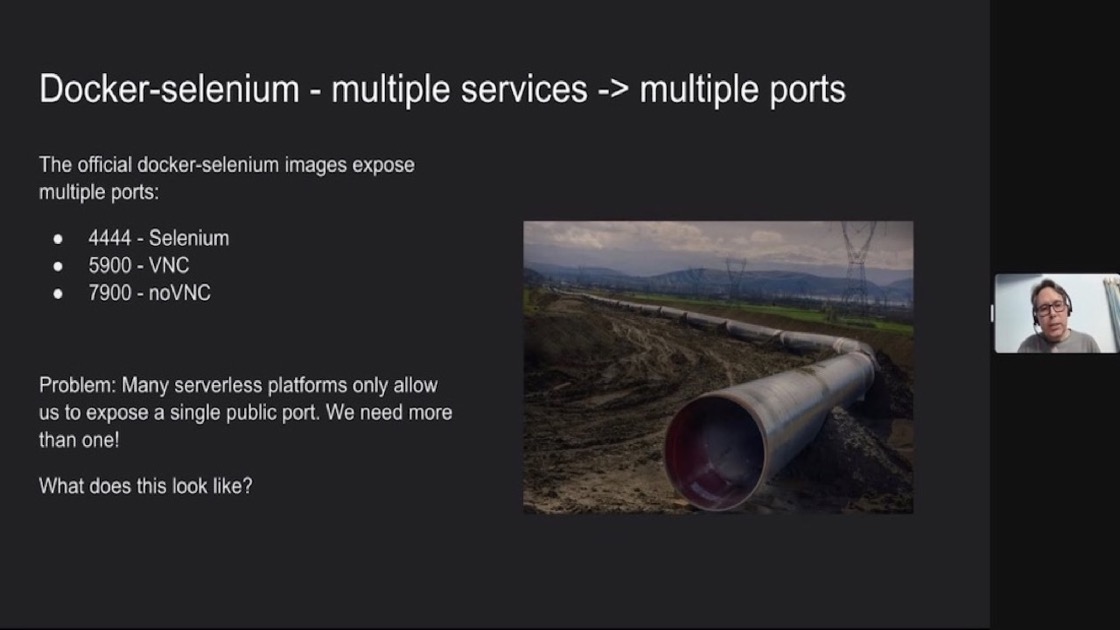 Docker-selenium - multiple services -> multiple ports
The official docker-selenium images expose
multiple ports:
● 4444 - Selenium
● 5900 - VNC
● 7900 - noVNC
Problem: Many serverless platforms only allow
us to expose a single public port. We need more
than one!
What does this look like?